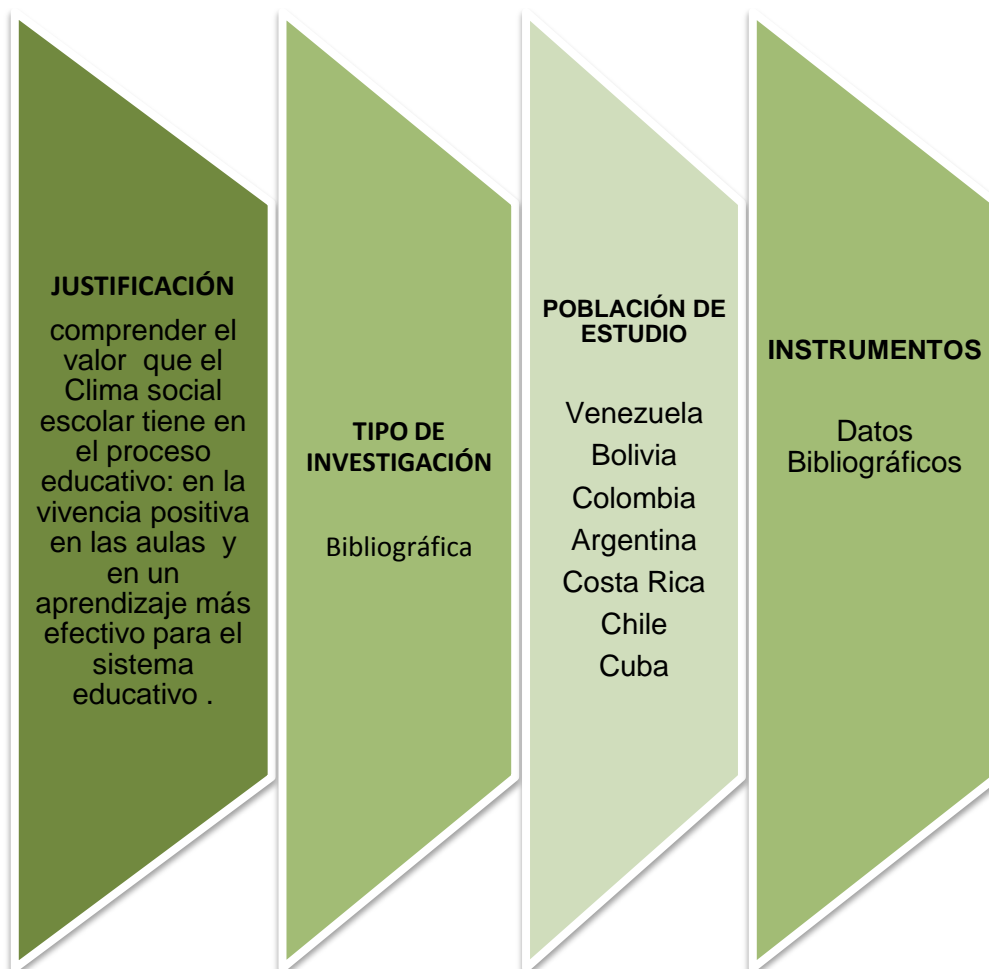 JUSTIFICACIÓN
comprender el
valor que el
Clima social
escolar tiene en
el proceso
educativo: en la
vivencia positiva
en las aulas y
en un
aprendizaje más
efectivo para el
sistema
educativo .
TIPO DE
INVESTIGACIÓN
Bibliográfica
POBLACIÓN DE
ESTUDIO
Venezuela
Bolivia
Colombia
Argentina
Costa Rica
Chile
Cuba
INSTRUMENTOS
Datos
Bibliográficos